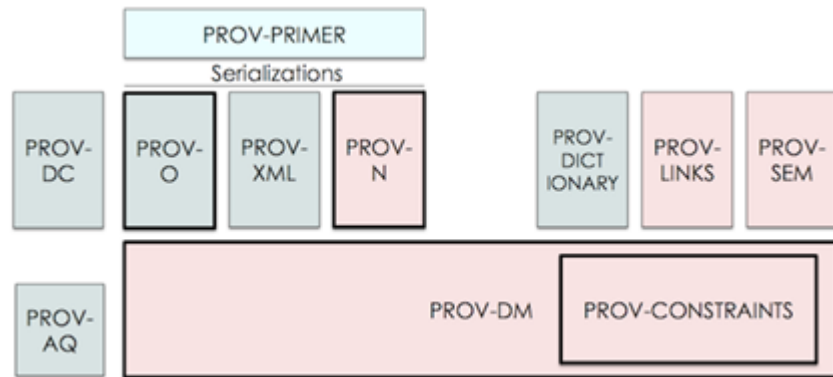 PROV-PRIMER
Serializations
PROV-
DC
PROV-
O
PROV-
XML
PROV-
N
PROV-
DICT
IONARY
PROV-
LINKS
PROV-
SEM
PROV-
AQ
PROV-DM
PROV-CONSTRAINTS